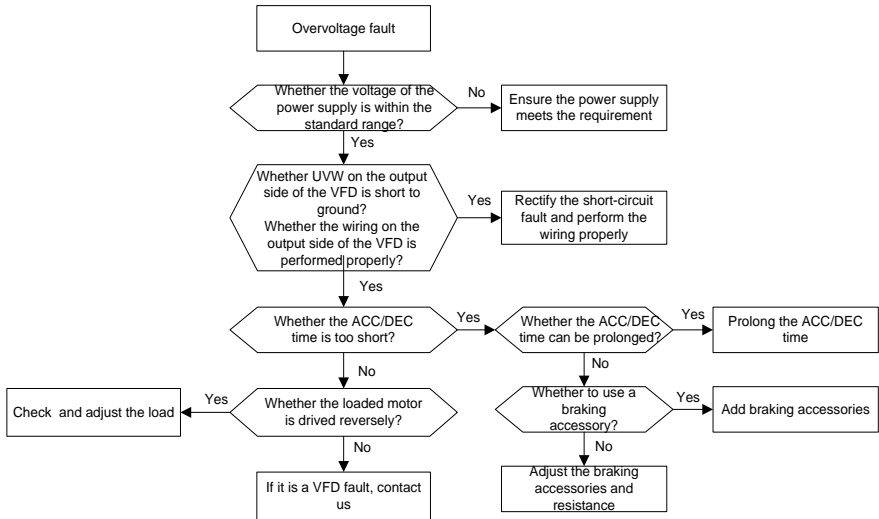 Overvoltage fault
Whether the voltage of the
power supply is within the
standard range?
No
Ensure the power supply
meets the requirement
Yes
Whether UVW on the output
side of the VFD is short to
ground?
Whether the wiring on the
output side of the VFD is
performed properly?
Yes
Rectify the short-circuit
fault and perform the
wiring properly
Yes
Whether the ACC/DEC
time is too short?
Yes
Whether the ACC/DEC
time can be prolonged?
Yes
Prolong the ACC/DEC
time
No
No
Check and adjust the load
Yes
Whether the loaded motor
is drived reversely?
Whether to use a
braking
accessory?
Yes
Add braking accessories
No
No
If it is a VFD fault, contact
us
Adjust the braking
accessories and
resistance